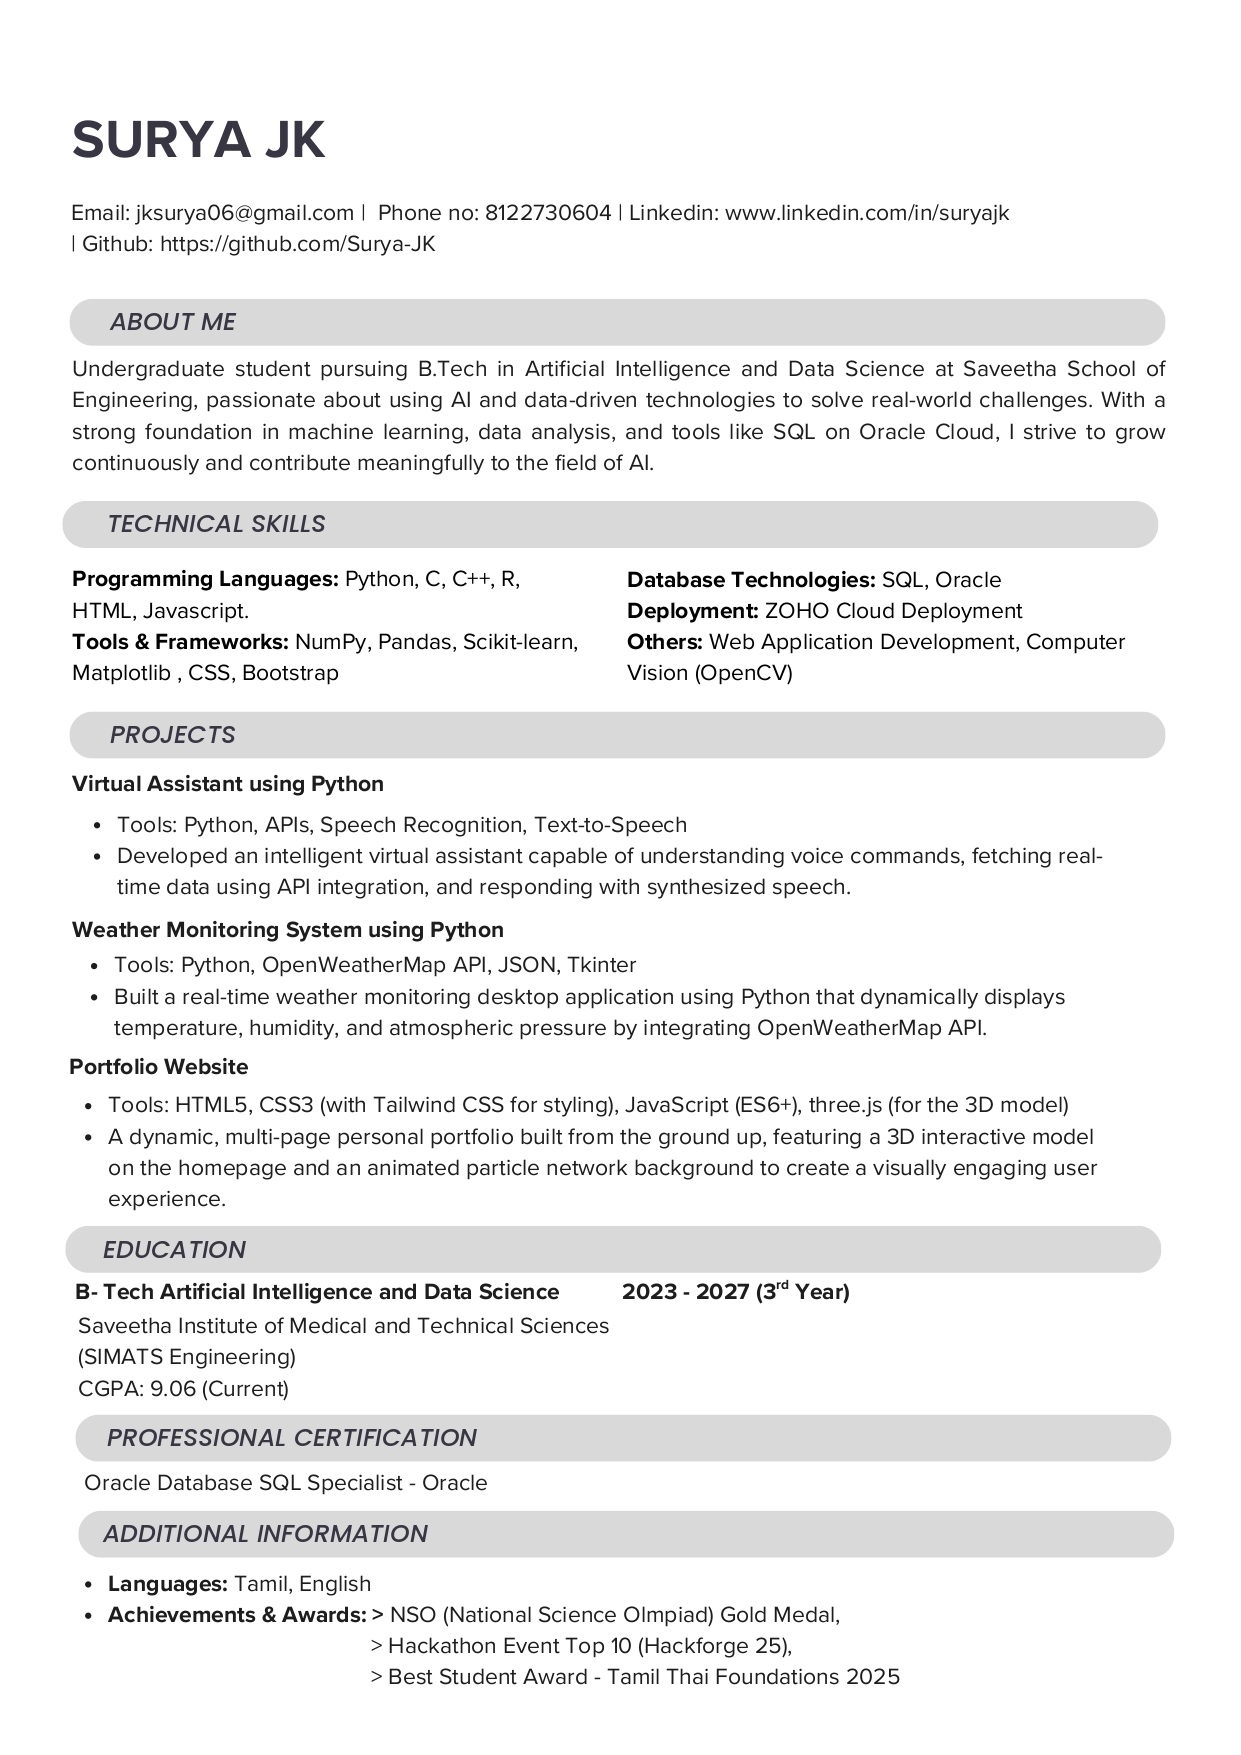 SURYA JK
Email: jksurya06@gmail.com | Phone no: 8122730604 | Linkedin: www.linkedin.com/in/suryajk
| Github: https://github.com/Surya-JK
ABOUT ME
Undergraduate student pursuing B.Tech in Artificial Intelligence and Data Science at Saveetha School of
Engineering, passionate about using AI and data-driven technologies to solve real-world challenges. With a
strong foundation in machine learning, data analysis, and tools like SQL on Oracle Cloud, I strive to grow
continuously and contribute meaningfully to the field of AI.
TECHNICAL SKILLS
Programming Languages: Python, C, C++, R,
HTML, Javascript.
Tools & Frameworks: NumPy, Pandas, Scikit-learn,
Matplotlib , CSS, Bootstrap
Database Technologies: SQL, Oracle
Deployment: ZOHO Cloud Deployment
Others: Web Application Development, Computer
Vision (OpenCV)
PROJECTS
Virtual Assistant using Python
• Tools: Python, APIs, Speech Recognition, Text-to-Speech
• Developed an intelligent virtual assistant capable of understanding voice commands, fetching real-
time data using API integration, and responding with synthesized speech.
Weather Monitoring System using Python
• Tools: Python, OpenWeatherMap API, JSON, Tkinter
• Built a real-time weather monitoring desktop application using Python that dynamically displays
temperature, humidity, and atmospheric pressure by integrating OpenWeatherMap API.
Portfolio Website
• Tools: HTML5, CSS3 (with Tailwind CSS for styling), JavaScript (ES6+), three.js (for the 3D model)
• A dynamic, multi-page personal portfolio built from the ground up, featuring a 3D interactive model
on the homepage and an animated particle network background to create a visually engaging user
experience.
EDUCATION
B- Tech Artificial Intelligence and Data Science 2023 - 2027 (3rd Year)
Saveetha Institute of Medical and Technical Sciences
(SIMATS Engineering)
CGPA: 9.06 (Current)
PROFESSIONAL CERTIFICATION
Oracle Database SQL Specialist - Oracle
ADDITIONAL INFORMATION
• Languages: Tamil, English
• Achievements & Awards: > NSO (National Science Olmpiad) Gold Medal,
> Hackathon Event Top 10 (Hackforge 25),
> Best Student Award - Tamil Thai Foundations 2025